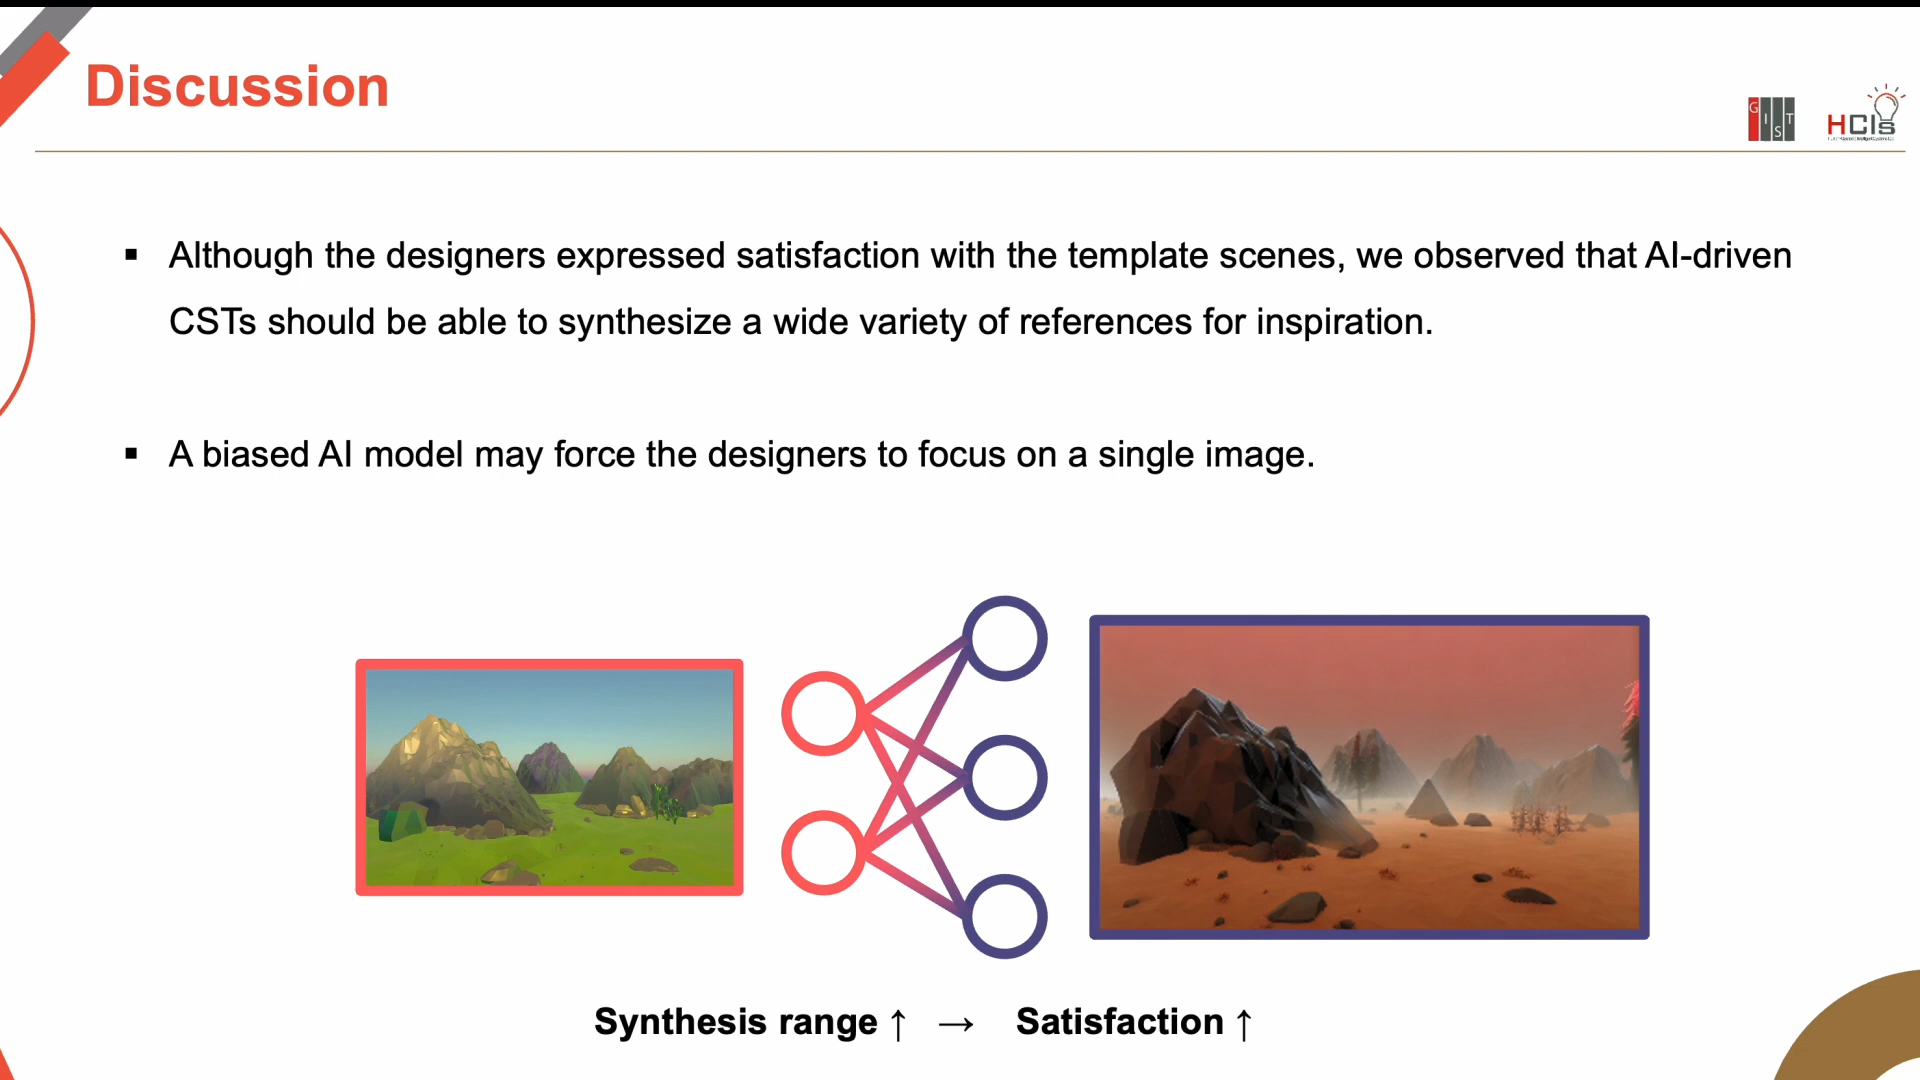 Discussion
GIST
HCIs
▪ Although the designers expressed satisfaction with the template scenes, we observed that AI-driven
CSTs should be able to synthesize a wide variety of references for inspiration.
▪ A biased AI model may force the designers to focus on a single image.
Synthesis range ↑ → Satisfaction ↑